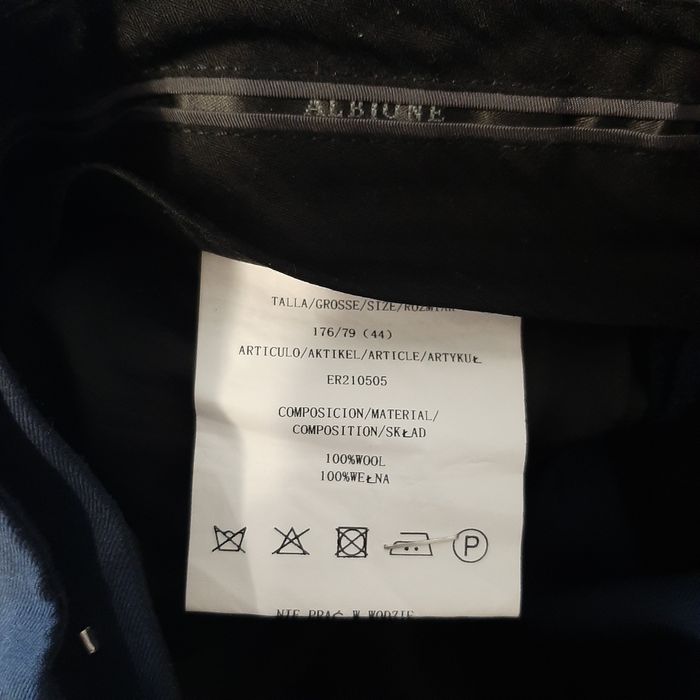 ALBIONE
TALLA/GROSSE/SIZE/ROZMIAR
176/79 (44)
ARTICULO/AKTIKEL/ARTICLE/ARTYKUŁ
ER210505
COMPOSICION/MATERIAL/
COMPOSITION/SKŁAD
100%WOOL
100%WEŁNA
P
NIE PRAĆ W WODZIE